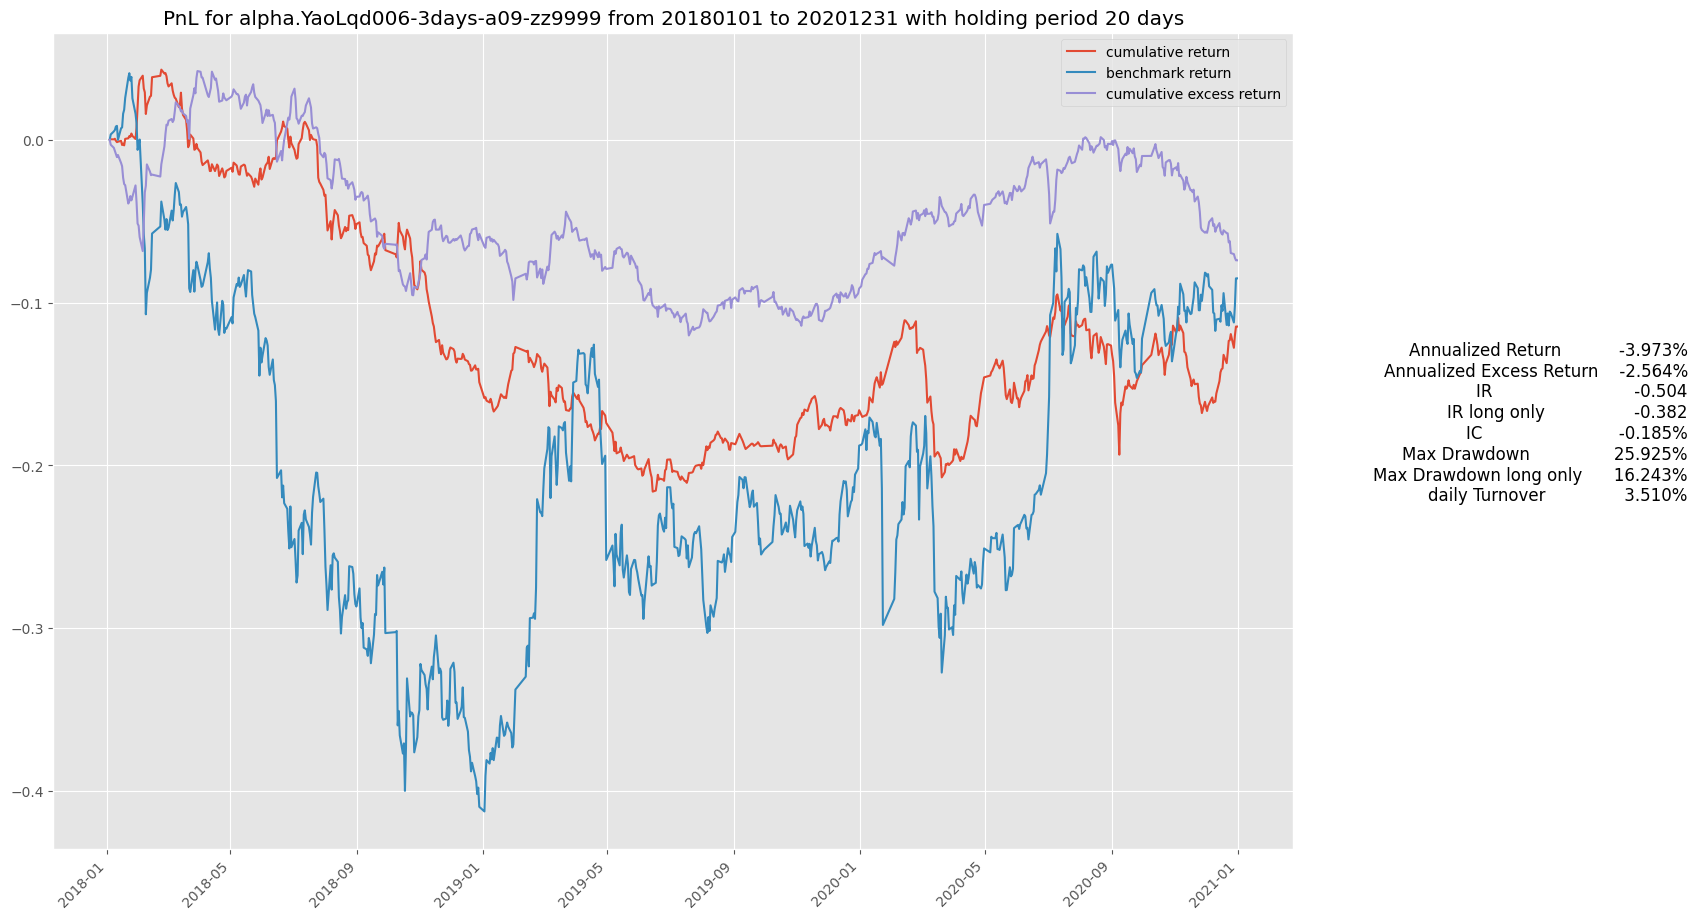 PnL for alpha.YaoLqd006-3days-a09-zz9999 from 20180101 to 20201231 with holding period 20 days
cumulative return
benchmark return
cumulative excess return
0.0
−0.1
−0.2
−0.3
−0.4
2018-01
2018-05
2018-09
2019-01
2019-05
2019-09
2020-01
2020-05
2020-09
2021-01
Annualized Return -3.973%
Annualized Excess Return -2.564%
IR -0.504
IR long only -0.382
IC -0.185%
Max Drawdown 25.925%
Max Drawdown long only 16.243%
daily Turnover 3.510%